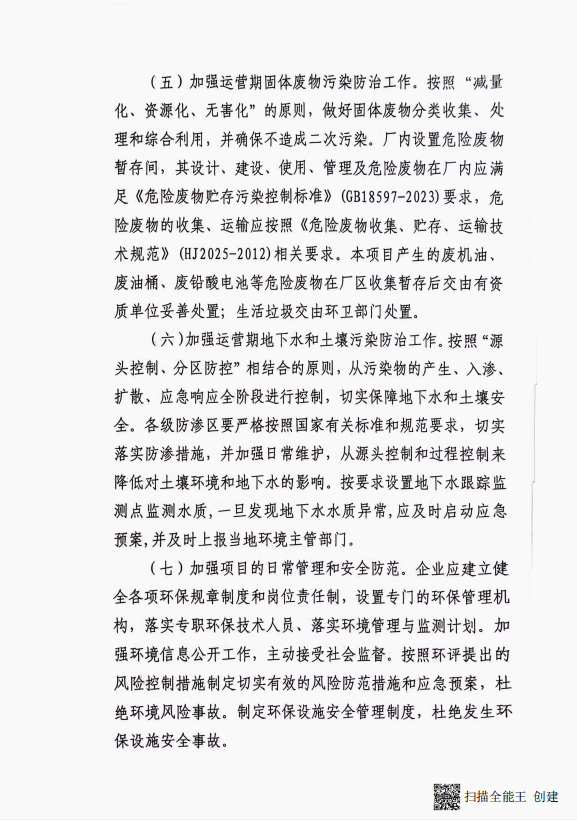 （五）加强运营期固体废物污染防治工作。按照“减量
化、资源化、无害化”的原则，做好固体废物分类收集、处
理和综合利用，并确保不造成二次污染。厂内设置危险废物
暂存间，其设计、建设、使用、管理及危险废物在厂内应满
足《危险废物贮存污染控制标准》(GB18597-2023)要求，危
险废物的收集、运输应按照《危险废物收集、贮存、运输技
术规范》(HJ2025-2012)相关要求。本项目产生的废机油、
废油桶、废铅酸电池等危险废物在厂区收集暂存后交由有资
质单位妥善处置；生活垃圾交由环卫部门处置。
（六）加强运营期地下水和土壤污染防治工作。按照“源
头控制、分区防控”相结合的原则，从污染物的产生、入渗、
扩散、应急响应全阶段进行控制，切实保障地下水和土壤安
全。各级防渗区要严格按照国家有关标准和规范要求，切实
落实防渗措施，并加强日常维护，从源头控制和过程控制来
降低对土壤环境和地下水的影响。按要求设置地下水跟踪监
测点监测水质,一旦发现地下水水质异常,应及时启动应急
预案,并及时上报当地环境主管部门。
（七）加强项目的日常管理和安全防范。企业应建立健
全各项环保规章制度和岗位责任制，设置专门的环保管理机
构，落实专职环保技术人员、落实环境管理与监测计划。加
强环境信息公开工作，主动接受社会监督。按照环评提出的
风险控制措施制定切实有效的风险防范措施和应急预案，杜
绝环境风险事故。制定环保设施安全管理制度，杜绝发生环
保设施安全事故。
扫描全能王 创建